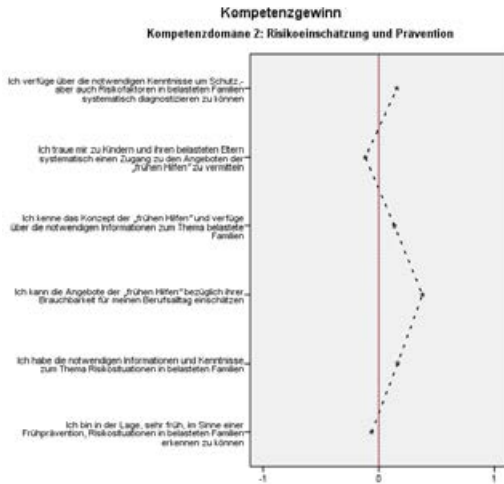 Kompetenzgewinn
Kompetenzdomäne 2: Risikoeinschätzung und Prävention
Ich verfüge über die notwendigen Kenntnisse um Schutz,-
aber auch Risikofaktoren in belasteten Familien
systematisch diagnostizieren zu können
Ich traue mir zu Kindern und ihren belasteten Eltern
systematisch einen Zugang zu den Angeboten der
„frühen Hilfen" zu vermitteln
Ich kenne das Konzept der „frühen Hilfen" und verfüge
über die notwendigen Informationen zum Thema belastete
Familien
Ich kann die Angebote der „frühen Hilfen" bezüglich ihrer
Brauchbarkeit für meinen Berufsalltag einschätzen
Ich habe die notwendigen Informationen und Kenntnisse
zum Thema Risikosituationen in belasteten Familien
Ich bin in der Lage, sehr früh, im Sinne einer
Frühprävention, Risikosituationen in belasteten Familien
erkennen zu können
-1 0 1